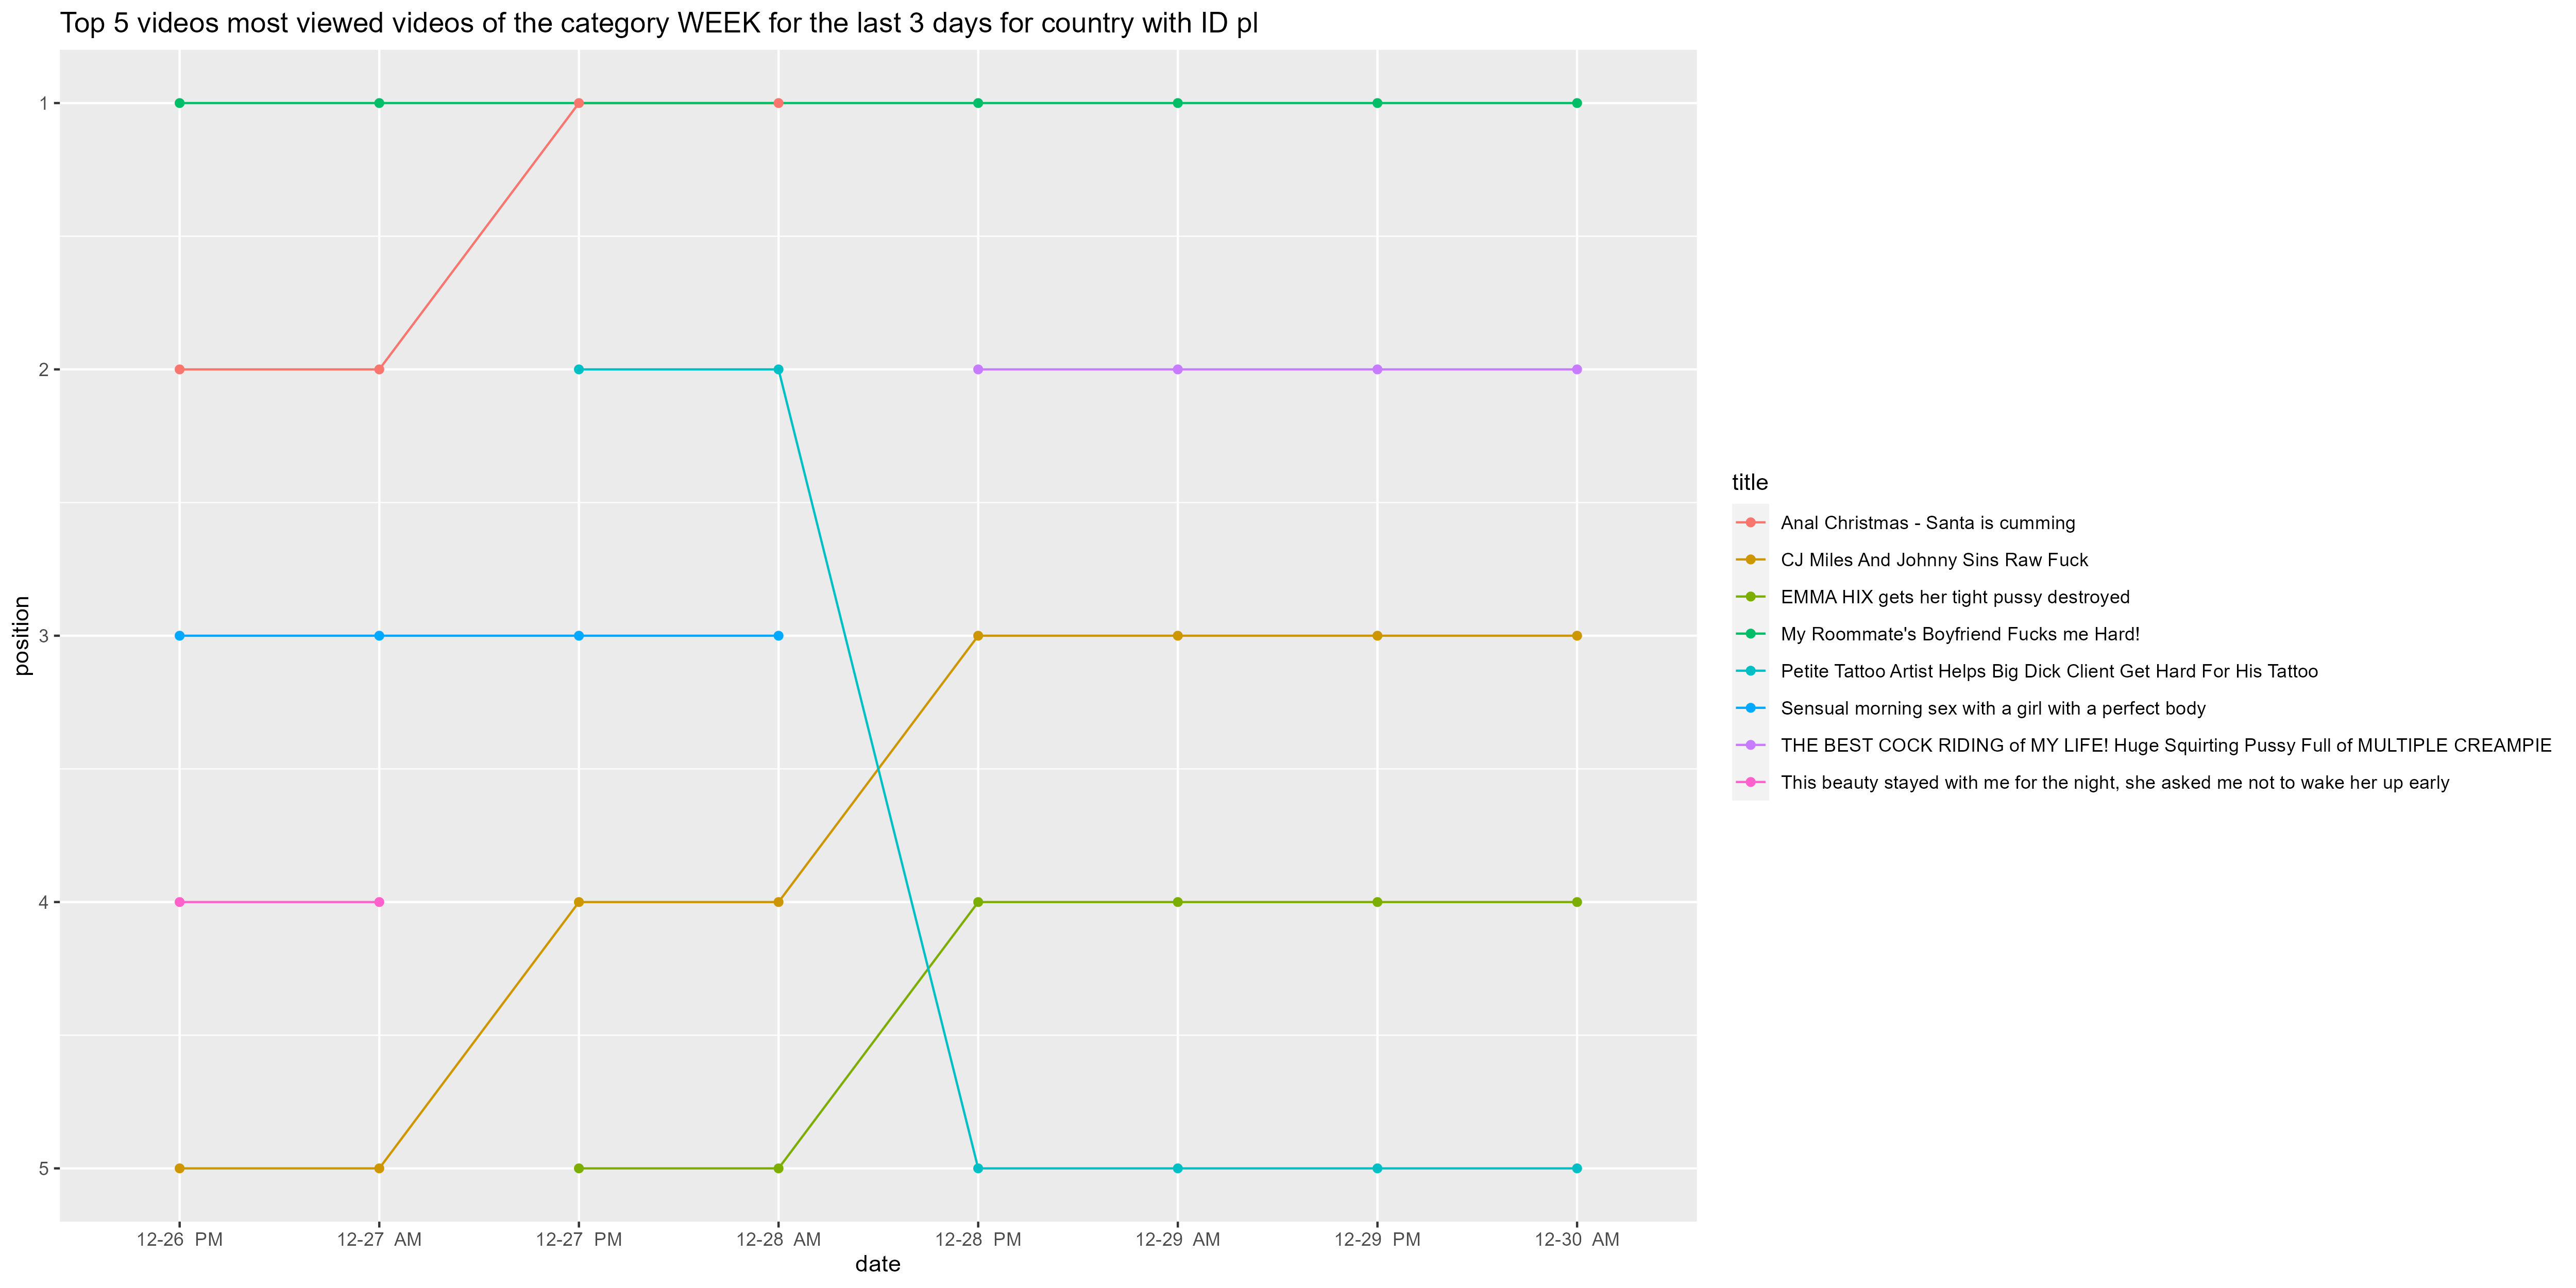 Top 5 videos most viewed videos of the category WEEK for the last 3 days for country with ID pl
position
1
2
3
4
5
12-26 PM
12-27 AM
12-27 PM
12-28 AM
12-28 PM
12-29 AM
12-29 PM
12-30 AM
date
title
Anal Christmas - Santa is cumming
CJ Miles And Johnny Sins Raw Fuck
EMMA HIX gets her tight pussy destroyed
My Roommate's Boyfriend Fucks me Hard!
Petite Tattoo Artist Helps Big Dick Client Get Hard For His Tattoo
Sensual morning sex with a girl with a perfect body
THE BEST COCK RIDING of MY LIFE! Huge Squirting Pussy Full of MULTIPLE CREAMPIE
This beauty stayed with me for the night, she asked me not to wake her up early